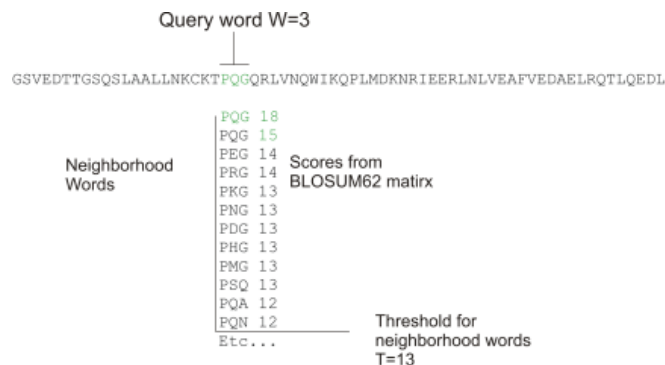 Query word W=3
GSVEDTTGSQSLAALLNKCKTPQGQRLVNQWIKQPLMDKNRIEERLNLVEAFVEDAELRQTLQEDL
PQG 18
PQG 15
PEG 14
PRG 14
PKG 13
PNG 13
PDG 13
PHG 13
PMG 13
PSQ 13
PQA 12
PQN 12
Etc...
Neighborhood
Words
Scores from
BLOSUM62 matirx
Threshold for
neighborhood words
T=13